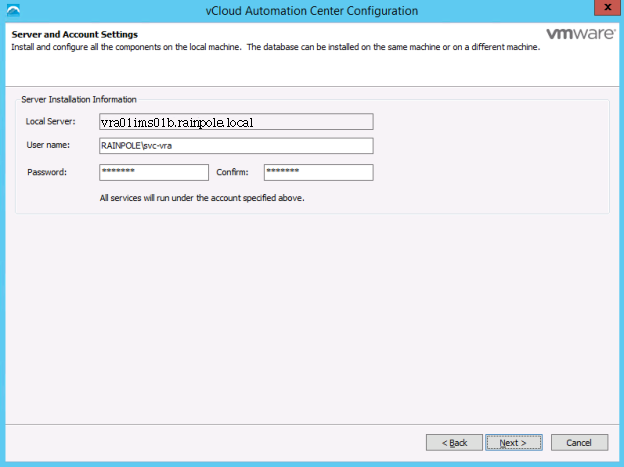 vCloud Automation Center Configuration
x
Server and Account Settings
Install and configure all the components on the local machine. The database can be installed on the same machine or on a different machine.
vmware
Server Installation Information
Local Server: vra01ims01b.rainpole.local
User name: RAINPOLE\svc-vra
Password: ******* Confirm: *******
All services will run under the account specified above.
< Back Next > Cancel